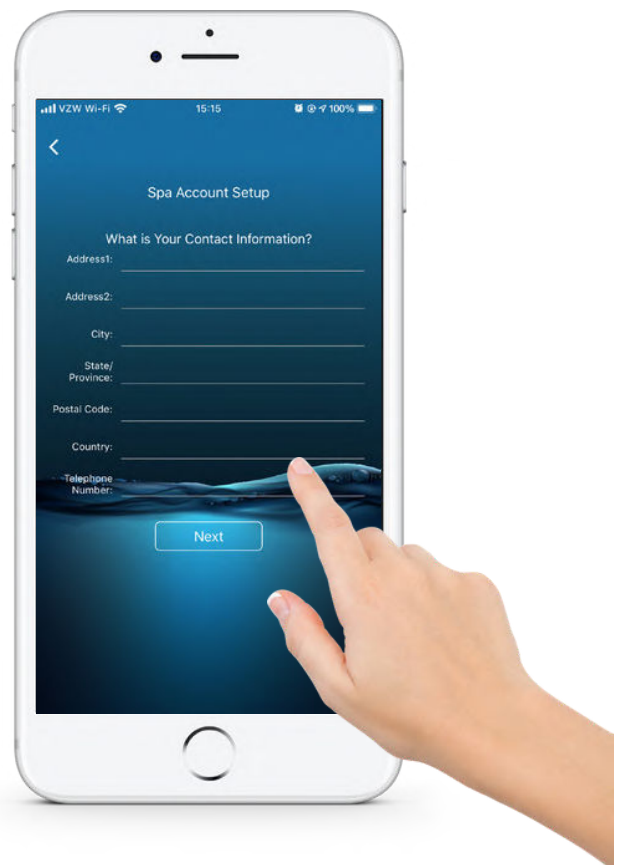 VZW Wi-Fi 15:15 100%
Spa Account Setup
What is Your Contact Information?
Address1:
Address2:
City:
State/
Province:
Postal Code:
Country:
Telephone
Number:
Next